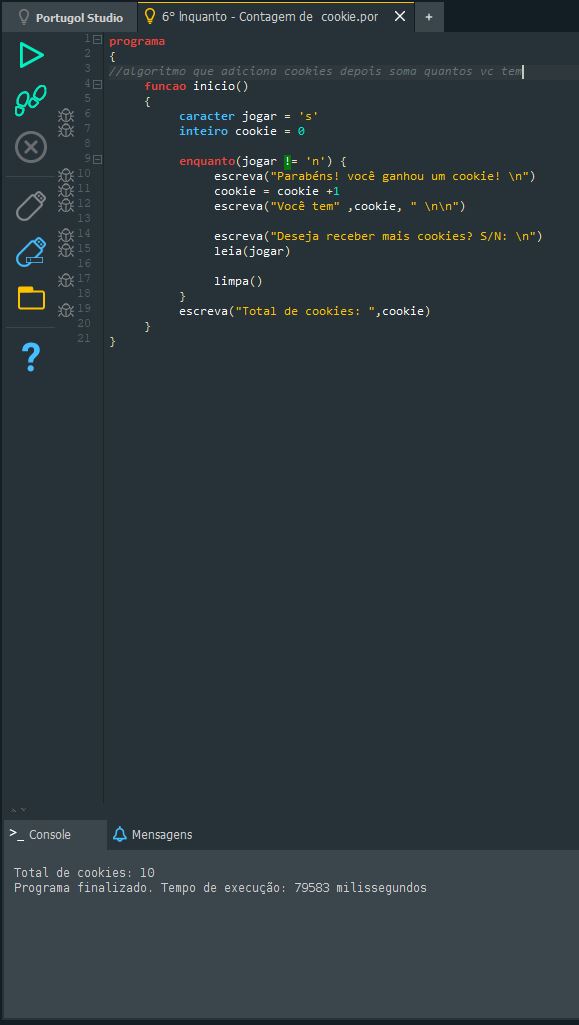 Portugol Studio
6° Inquanto - Contagem de cookie.por
+
1 programa
2 {
3 //algoritmo que adiciona cookies depois soma quantos vc tem
4 funcao inicio()
5 {
6 caracter jogar = 's'
7 inteiro cookie = 0
8
9 enquanto(jogar != 'n') {
10 escreva("Parabéns! você ganhou um cookie! \n")
11 cookie = cookie +1
12 escreva("Você tem" ,cookie, " \n\n")
13
14 escreva("Deseja receber mais cookies? S/N: \n")
15 leia(jogar)
16
17 limpa()
18 }
19 escreva("Total de cookies: ",cookie)
20 }
21 }
>_ Console
Mensagens
Total de cookies: 10
Programa finalizado. Tempo de execução: 79583 milissegundos